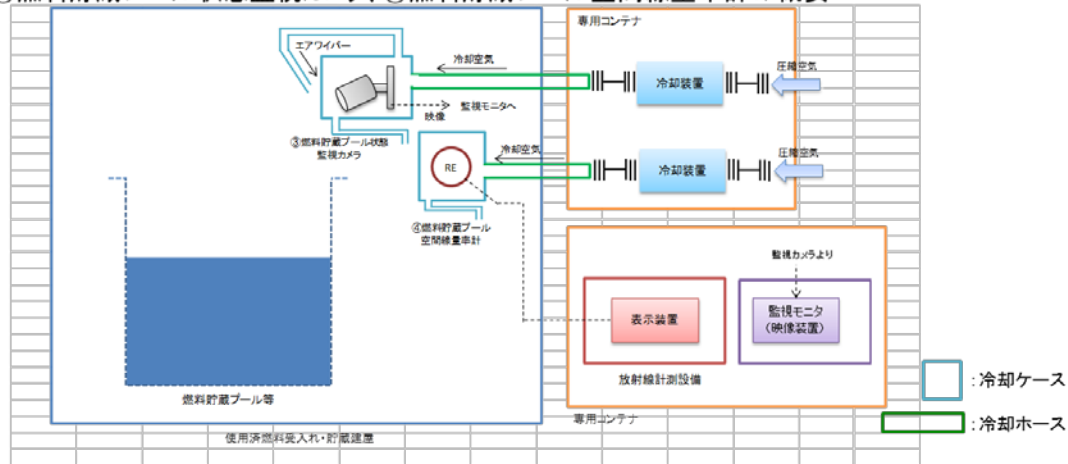 専用コンテナ
エアワイパー
冷却空気
圧縮空気
冷却装置
映像
監視モニタへ
③燃料貯蔵プール状態
監視カメラ
冷却空気
圧縮空気
RE
冷却装置
④燃料貯蔵プール
空間線量率計
監視カメラより
表示装置
監視モニタ
(映像装置)
放射線計測設備
:冷却ケース
燃料貯蔵プール等
専用コンテナ
:冷却ホース
使用済燃料受入れ・貯蔵建屋